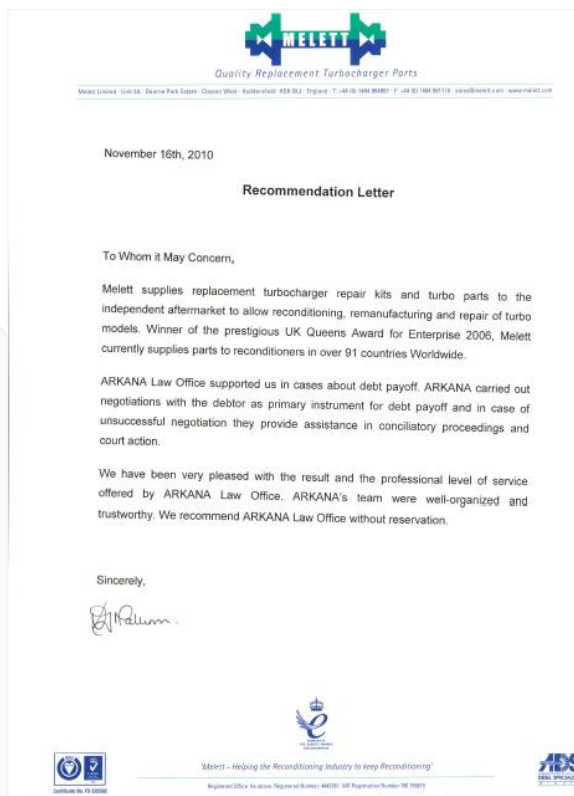 MELETT
Quality Replacement Turbocharger Parts
November 16th, 2010
Recommendation Letter
To Whom it May Concern,
Melett supplies replacement turbocharger repair kits and turbo parts to the
independent aftermarket to allow reconditioning, remanufacturing and repair of turbo
models. Winner of the prestigious UK Queens Award for Enterprise 2006, Melett
currently supplies parts to reconditioners in over 91 countries Worldwide.
ARKANA Law Office supported us in cases about debt payoff. ARKANA carried out
negotiations with the debtor as primary instrument for debt payoff and in case of
unsuccessful negotiation they provide assistance in conciliatory proceedings and
court action.
We have been very pleased with the result and the professional level of service
offered by ARKANA Law Office. ARKANA's team were well-organized and
trustworthy. We recommend ARKANA Law Office without reservation.
Sincerely,
'Melett – Helping the Reconditioning Industry to keep Reconditioning'
ADS